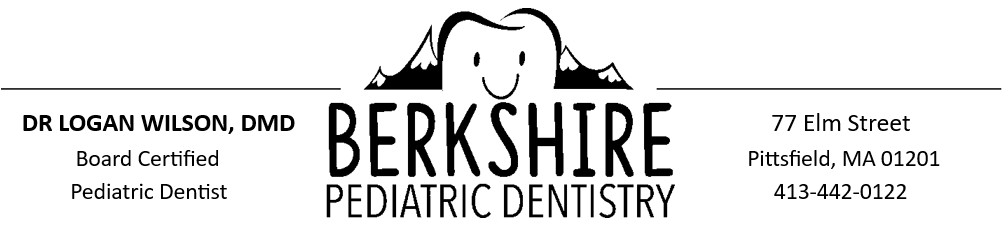 DR LOGAN WILSON, DMD
Board Certified
Pediatric Dentist
BERKSHIRE
PEDIATRIC DENTISTRY
77 Elm Street
Pittsfield, MA 01201
413-442-0122